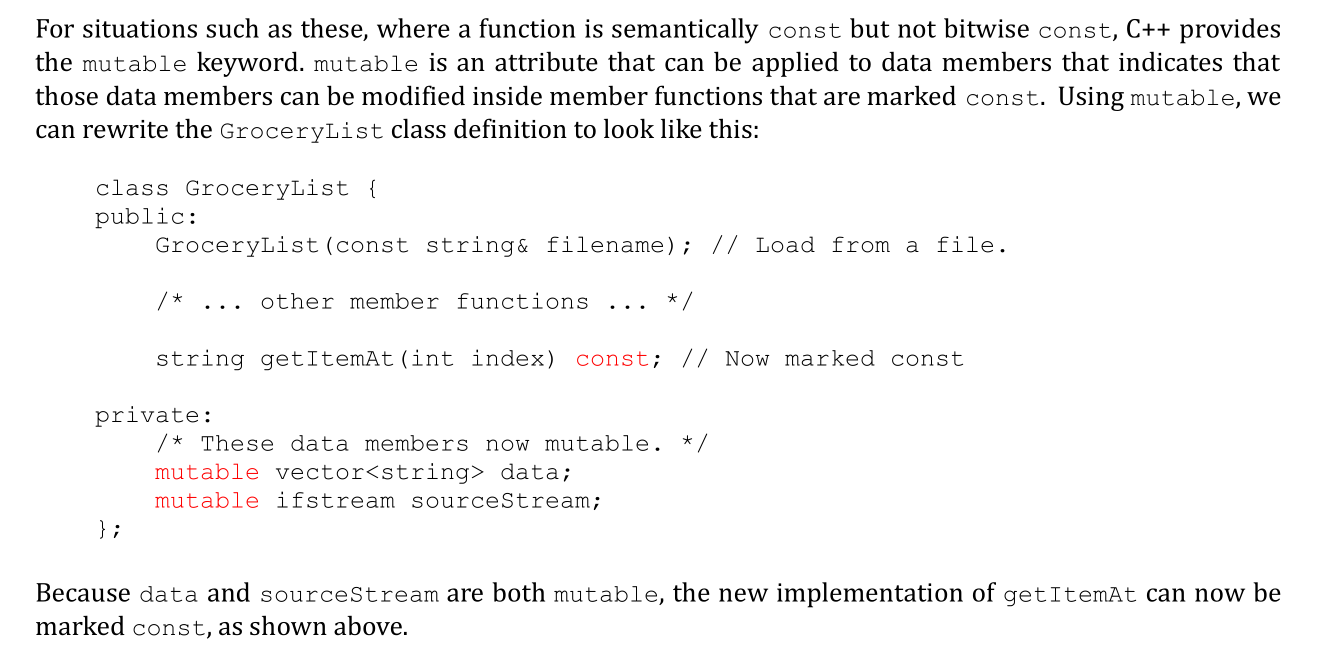 For situations such as these, where a function is semantically const but not bitwise const, C++ provides
the mutable keyword. mutable is an attribute that can be applied to data members that indicates that
those data members can be modified inside member functions that are marked const. Using mutable, we
can rewrite the GroceryList class definition to look like this:
class GroceryList {
public:
    GroceryList(const string& filename); // Load from a file.
    /* ... other member functions ... */
    string getItemAt(int index) const; // Now marked const
private:
    /* These data members now mutable. */
    mutable vector<string> data;
    mutable ifstream sourceStream;
};
Because data and sourceStream are both mutable, the new implementation of getItemAt can now be
marked const, as shown above.